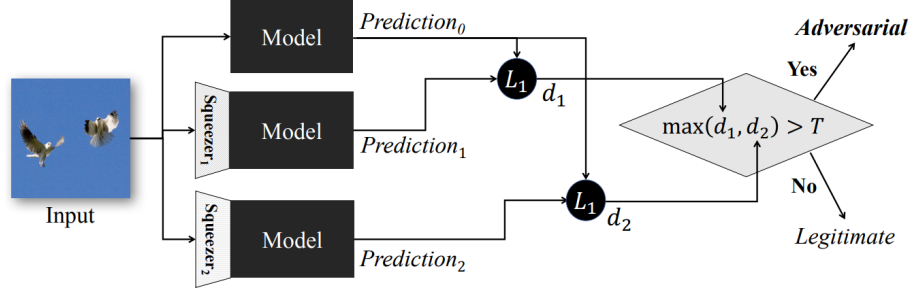 Prediction₀
Adversarial
Model
Yes
L₁
d₁
Squeezer₁
Model
max(d₁, d₂) > T
Prediction₁
No
L₁
d₂
Input
Squeezer₂
Model
Legitimate
Prediction₂